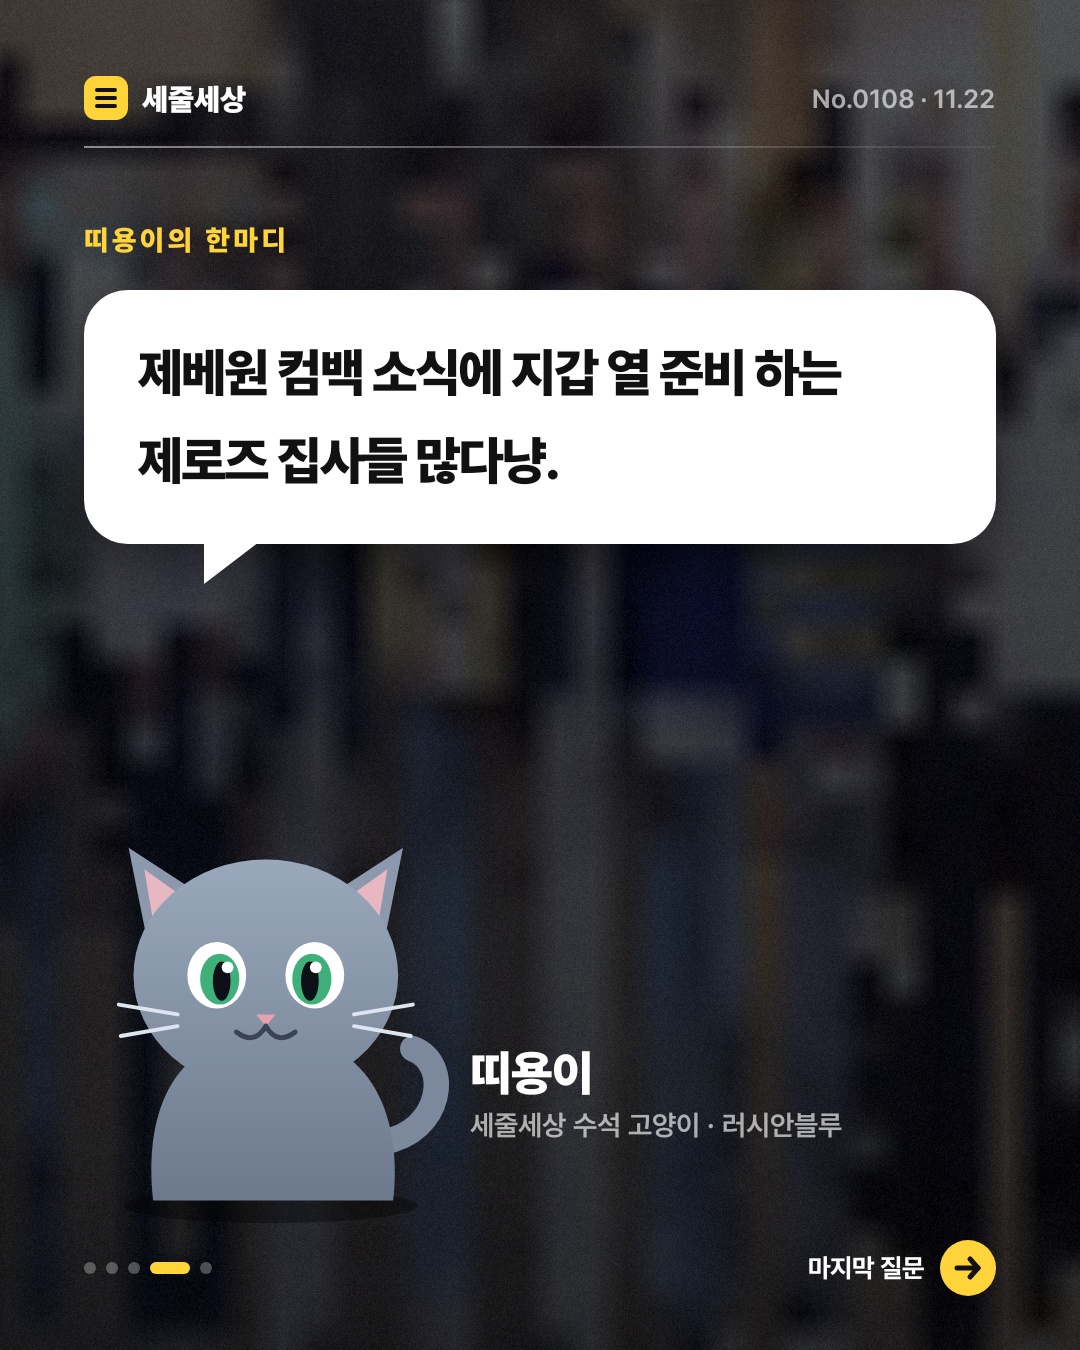 세줄세상
No.0108 · 11.22
띠용이의 한마디
제베원 컴백 소식에 지갑 열 준비 하는
제로즈 집사들 많다냥.
띠용이
세줄세상 수석 고양이 · 러시안블루
마지막 질문